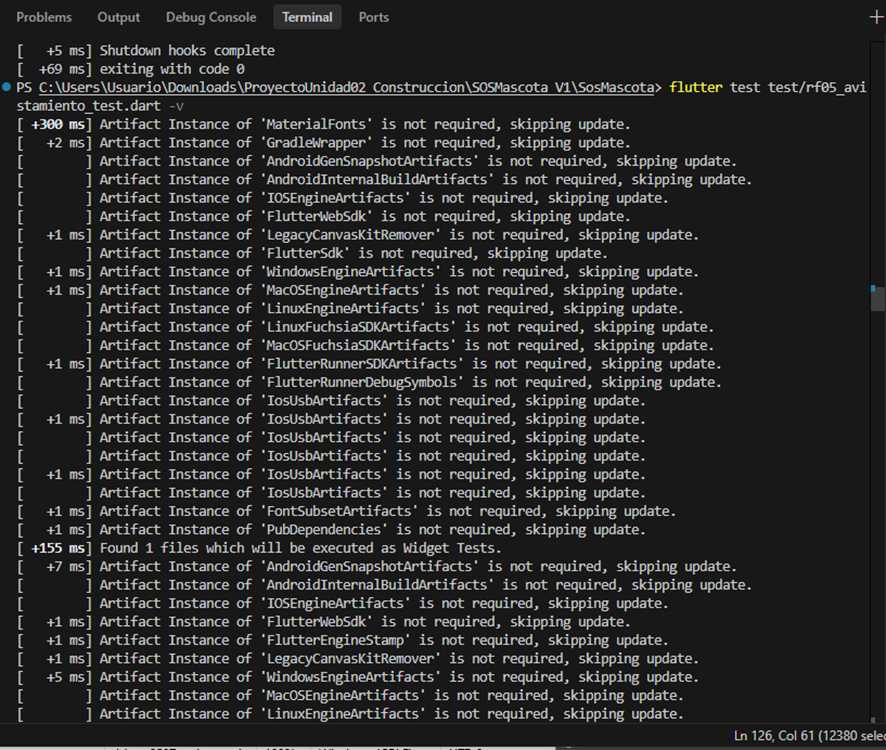 Problems Output Debug Console Terminal Ports
[   +5 ms] Shutdown hooks complete
[  +69 ms] exiting with code 0
PS C:\Users\Usuario\Downloads\ProyectoUnidad02_Construccion\SOSMascota_V1\SosMascota> flutter test test/rf05_avi
stamiento_test.dart -v
[ +300 ms] Artifact Instance of 'MaterialFonts' is not required, skipping update.
[   +2 ms] Artifact Instance of 'GradleWrapper' is not required, skipping update.
[        ] Artifact Instance of 'AndroidGenSnapshotArtifacts' is not required, skipping update.
[        ] Artifact Instance of 'AndroidInternalBuildArtifacts' is not required, skipping update.
[        ] Artifact Instance of 'IOSEngineArtifacts' is not required, skipping update.
[        ] Artifact Instance of 'FlutterWebSdk' is not required, skipping update.
[   +1 ms] Artifact Instance of 'LegacyCanvasKitRemover' is not required, skipping update.
[        ] Artifact Instance of 'FlutterSdk' is not required, skipping update.
[   +1 ms] Artifact Instance of 'WindowsEngineArtifacts' is not required, skipping update.
[   +1 ms] Artifact Instance of 'MacOSEngineArtifacts' is not required, skipping update.
[        ] Artifact Instance of 'LinuxEngineArtifacts' is not required, skipping update.
[        ] Artifact Instance of 'LinuxFuchsiaSDKArtifacts' is not required, skipping update.
[        ] Artifact Instance of 'MacOSFuchsiaSDKArtifacts' is not required, skipping update.
[   +1 ms] Artifact Instance of 'FlutterRunnerSDKArtifacts' is not required, skipping update.
[        ] Artifact Instance of 'FlutterRunnerDebugSymbols' is not required, skipping update.
[        ] Artifact Instance of 'IosUsbArtifacts' is not required, skipping update.
[   +1 ms] Artifact Instance of 'IosUsbArtifacts' is not required, skipping update.
[        ] Artifact Instance of 'IosUsbArtifacts' is not required, skipping update.
[        ] Artifact Instance of 'IosUsbArtifacts' is not required, skipping update.
[   +1 ms] Artifact Instance of 'IosUsbArtifacts' is not required, skipping update.
[        ] Artifact Instance of 'IosUsbArtifacts' is not required, skipping update.
[   +1 ms] Artifact Instance of 'FontSubsetArtifacts' is not required, skipping update.
[   +1 ms] Artifact Instance of 'PubDependencies' is not required, skipping update.
[ +155 ms] Found 1 files which will be executed as Widget Tests.
[   +7 ms] Artifact Instance of 'AndroidGenSnapshotArtifacts' is not required, skipping update.
[        ] Artifact Instance of 'AndroidInternalBuildArtifacts' is not required, skipping update.
[        ] Artifact Instance of 'IOSEngineArtifacts' is not required, skipping update.
[   +1 ms] Artifact Instance of 'FlutterWebSdk' is not required, skipping update.
[   +1 ms] Artifact Instance of 'FlutterEngineStamp' is not required, skipping update.
[   +1 ms] Artifact Instance of 'LegacyCanvasKitRemover' is not required, skipping update.
[   +5 ms] Artifact Instance of 'WindowsEngineArtifacts' is not required, skipping update.
[        ] Artifact Instance of 'MacOSEngineArtifacts' is not required, skipping update.
[        ] Artifact Instance of 'LinuxEngineArtifacts' is not required, skipping update.
Ln 126, Col 61 (12380 selec